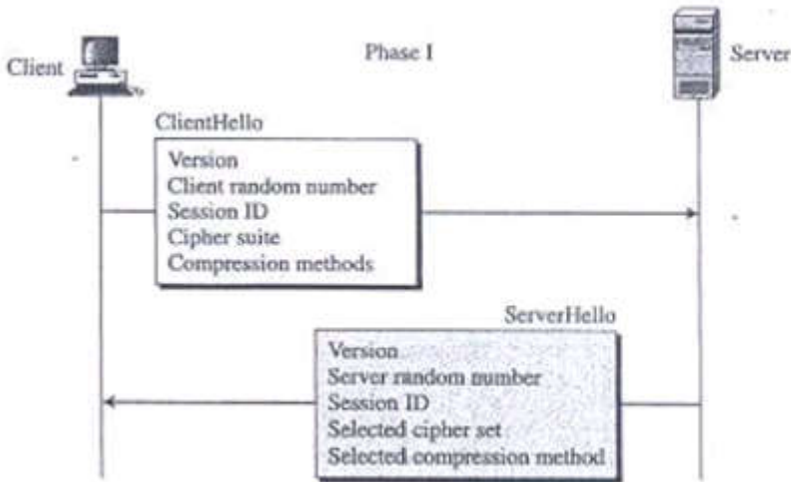 Phase I
Client
Server
ClientHello
Version
Client random number
Session ID
Cipher suite
Compression methods
ServerHello
Version
Server random number
Session ID
Selected cipher set
Selected compression method